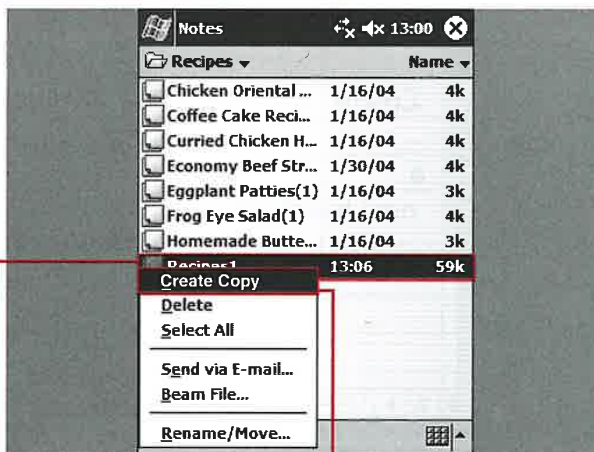 Notes 13:00
Recipes Name
Chicken Oriental ... 1/16/04 4k
Coffee Cake Reci... 1/16/04 4k
Curried Chicken H... 1/16/04 4k
Economy Beef Str... 1/30/04 4k
Eggplant Patties(1) 1/16/04 3k
Frog Eye Salad(1) 1/16/04 4k
Homemade Butte... 1/16/04 3k
Recipes1 13:06 59k
Create Copy
Delete
Select All
Send via E-mail...
Beam File...
Rename/Move...